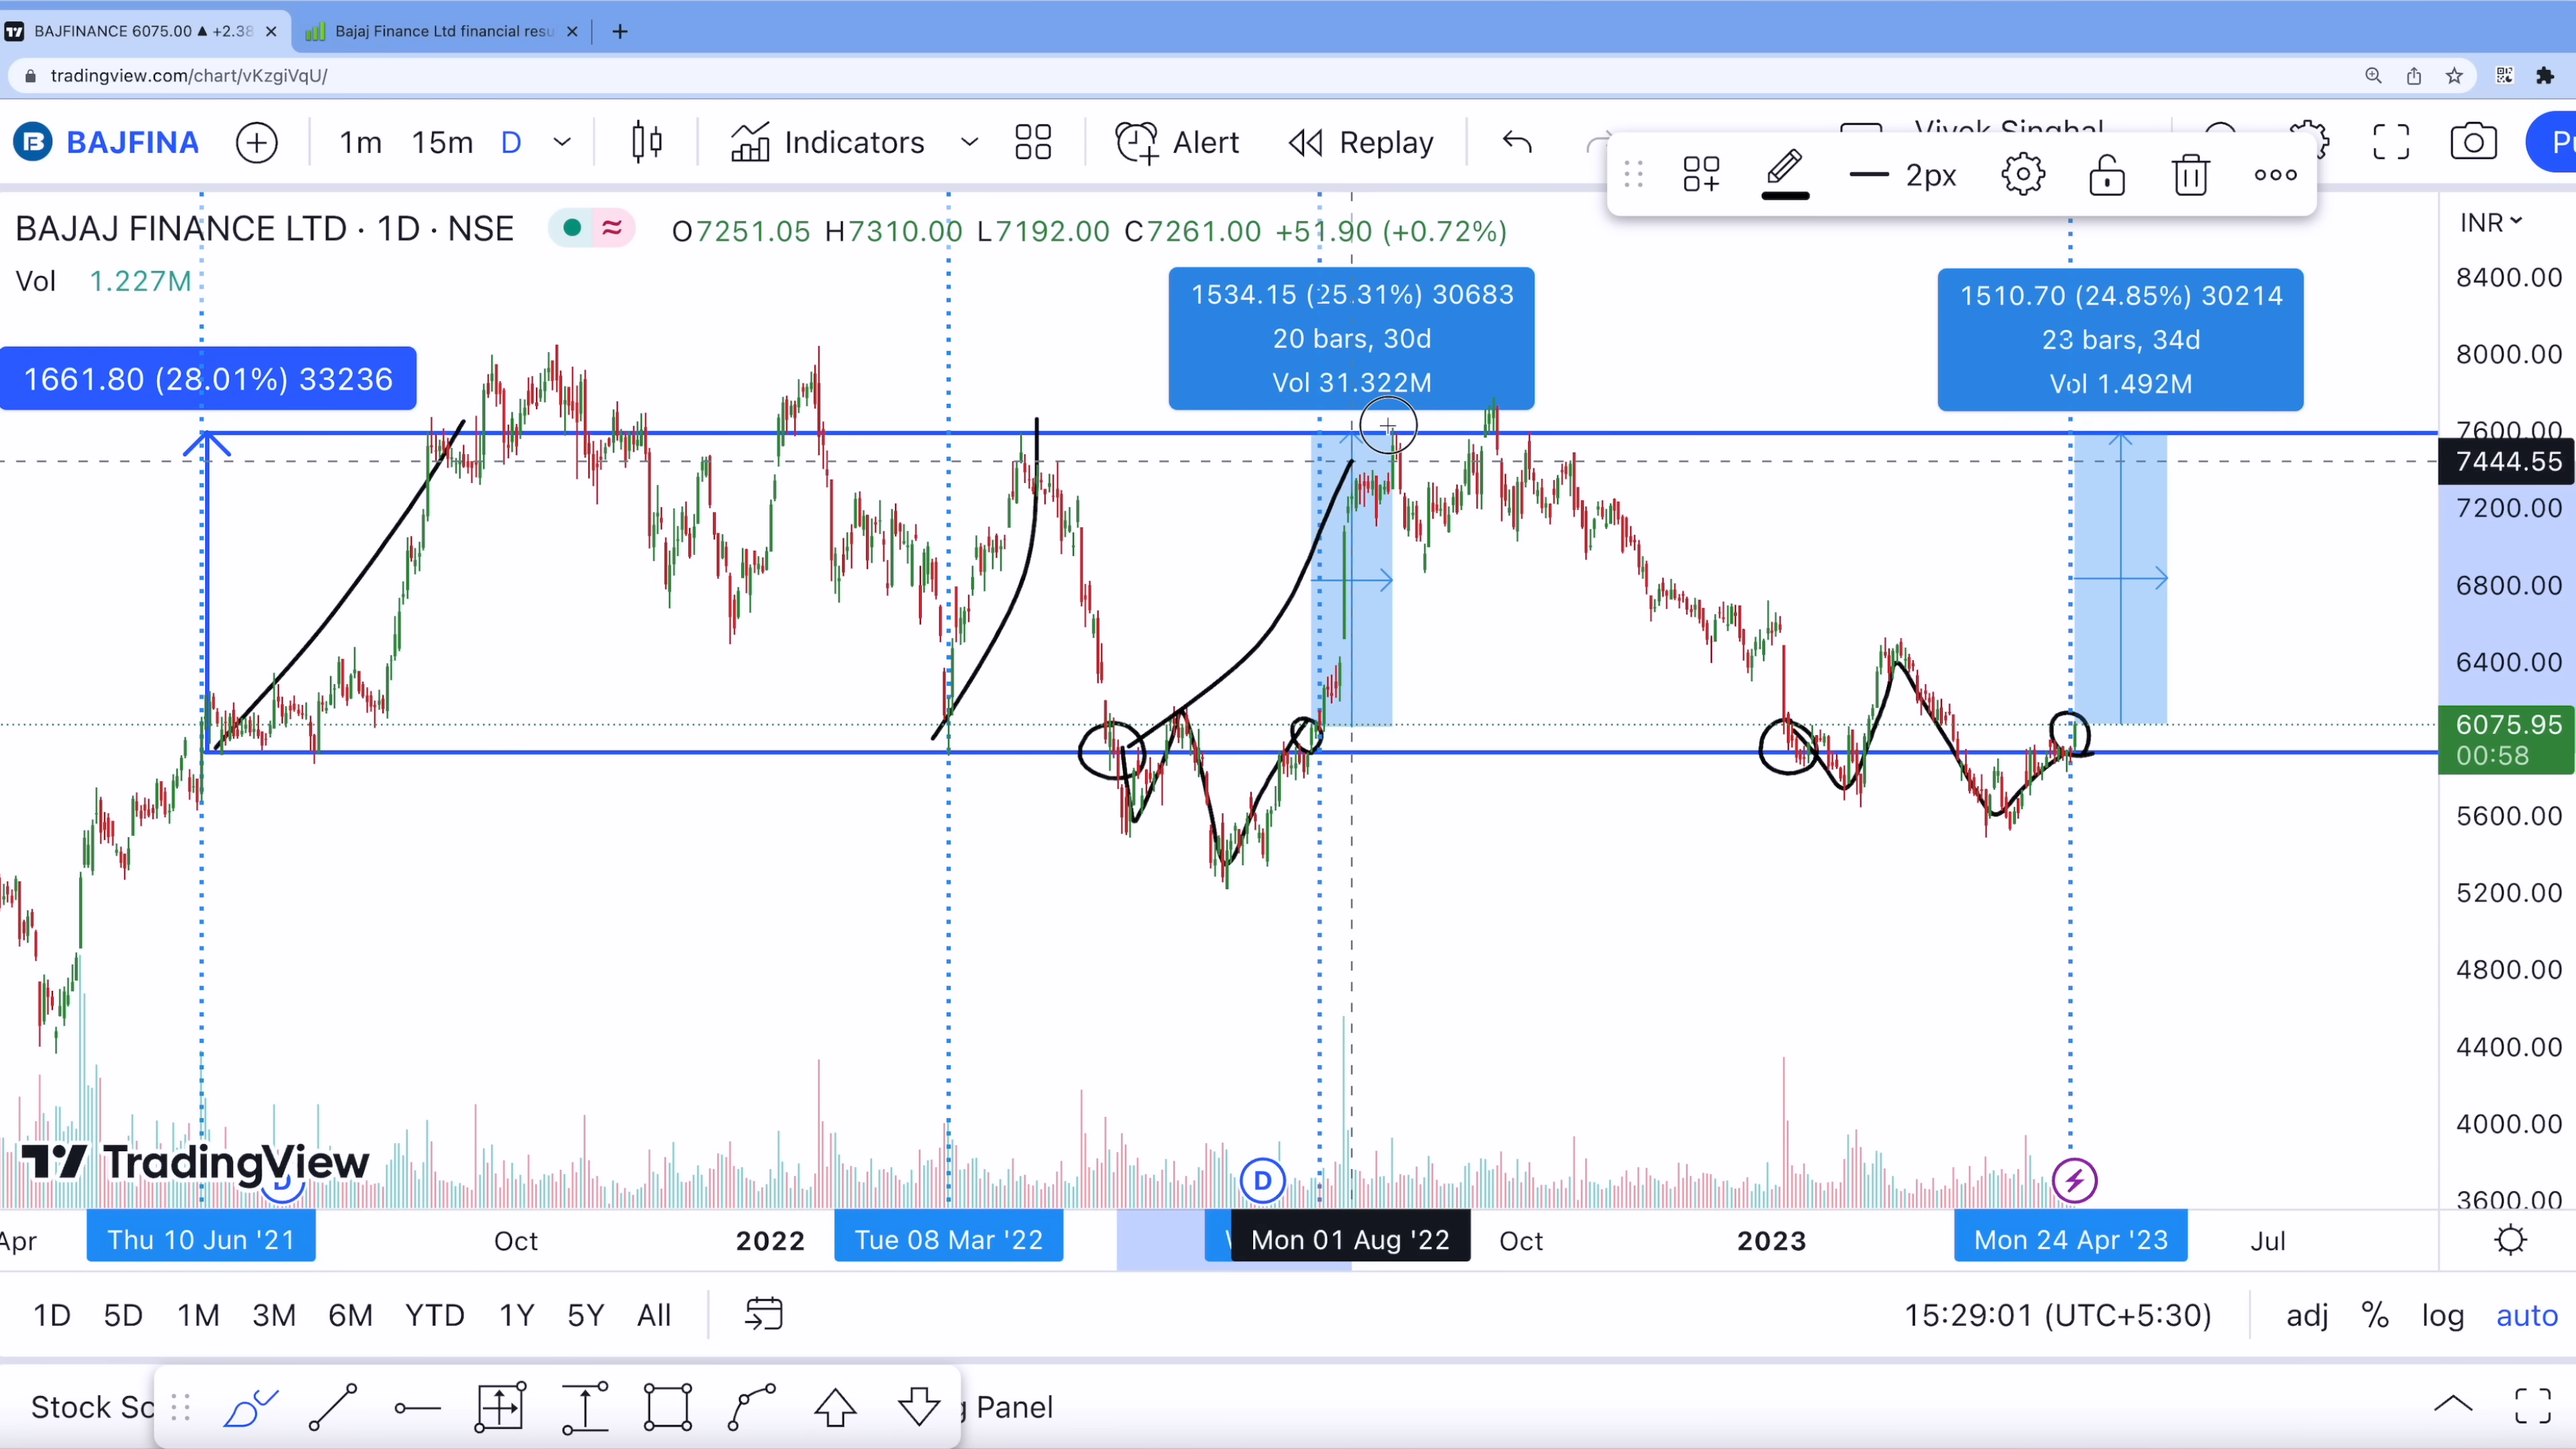 BAJFINANCE 6075.00 ▲ +2.38
Bajaj Finance Ltd financial resu
tradingview.com/chart/vKzgiVqU/
BAJFINA
1m 15m D
Indicators
Alert
Replay
Vivek Singhal
Pu
2px
BAJAJ FINANCE LTD · 1D · NSE
O7251.05 H7310.00 L7192.00 C7261.00 +51.90 (+0.72%)
INR
Vol 1.227M
1661.80 (28.01%) 33236
1534.15 (25.31%) 30683
20 bars, 30d
Vol 31.322M
1510.70 (24.85%) 30214
23 bars, 34d
Vol 1.492M
8400.00
8000.00
7600.00
7444.55
7200.00
6800.00
6400.00
6075.95
00:58
5600.00
5200.00
4800.00
4400.00
4000.00
3600.00
TradingView
D
D
Apr
Thu 10 Jun '21
Oct
2022
Tue 08 Mar '22
Mon 01 Aug '22
Oct
2023
Mon 24 Apr '23
Jul
1D 5D 1M 3M 6M YTD 1Y 5Y All
15:29:01 (UTC+5:30)
adj % log auto
Stock Sc
g Panel